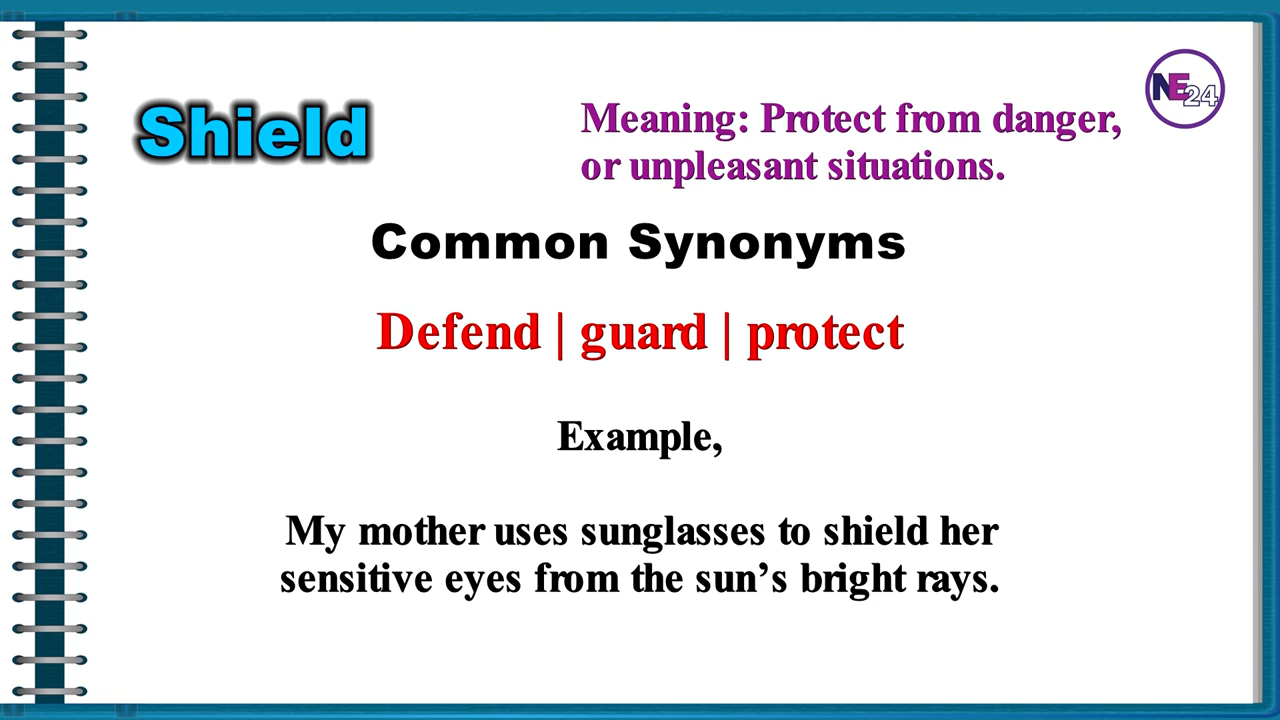 Shield
Meaning: Protect from danger,
or unpleasant situations.
NE24
Common Synonyms
Defend | guard | protect
Example,
My mother uses sunglasses to shield her
sensitive eyes from the sun’s bright rays.